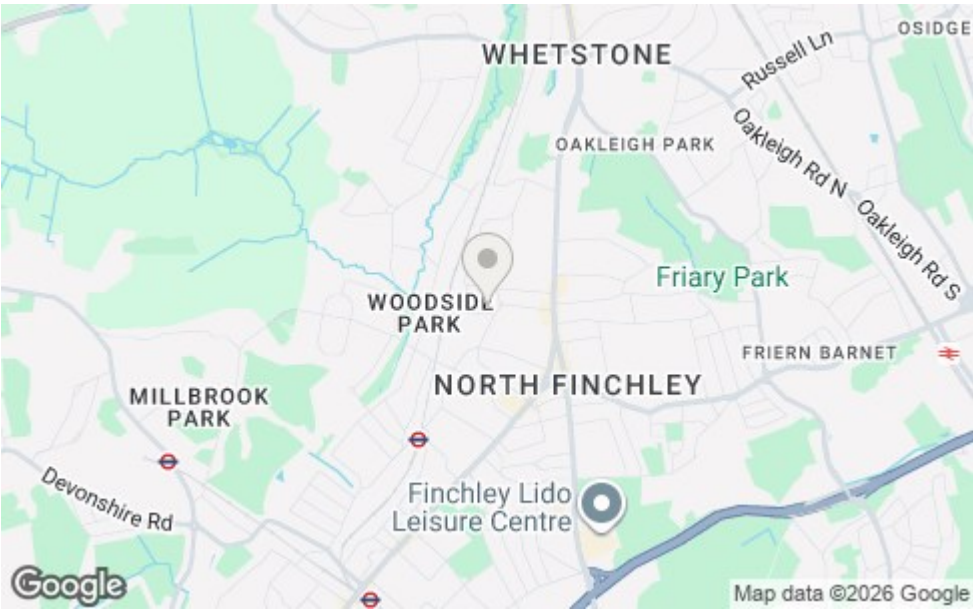 WHETSTONE
OSIDGE
Russell Ln
OAKLEIGH PARK
Oakleigh Rd N
Oakleigh Rd S
Friary Park
WOODSIDE
PARK
FRIERN BARNET
MILLBROOK
PARK
NORTH FINCHLEY
Devonshire Rd
Finchley Lido
Leisure Centre
Google
Map data ©2026 Google